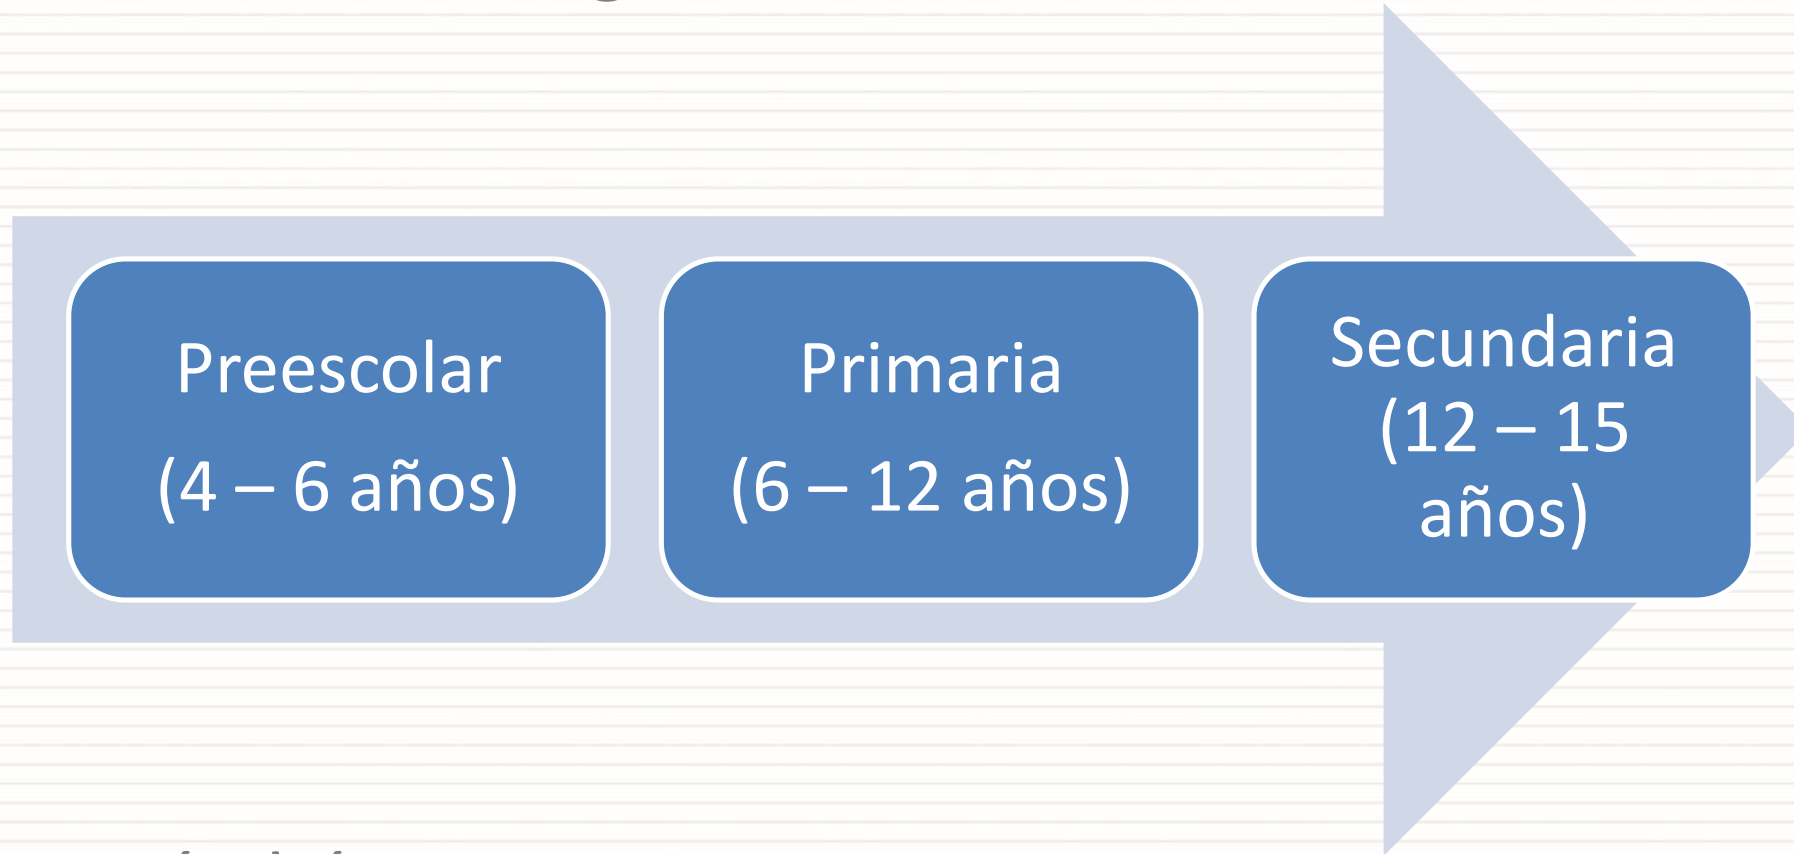 Preescolar
(4 – 6 años)
Primaria
(6 – 12 años)
Secundaria
(12 – 15
años)